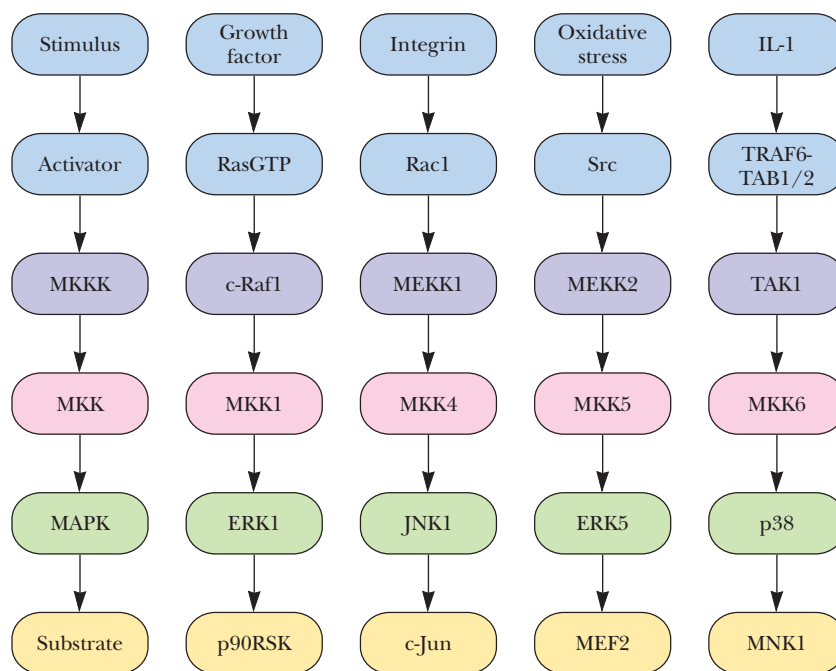 Stimulus
Growth
factor
Integrin
Oxidative
stress
IL-1
Activator
RasGTP
Rac1
Src
TRAF6-
TAB1/2
MKKK
c-Raf1
MEKK1
MEKK2
TAK1
MKK
MKK1
MKK4
MKK5
MKK6
MAPK
ERK1
JNK1
ERK5
p38
Substrate
p90RSK
c-Jun
MEF2
MNK1